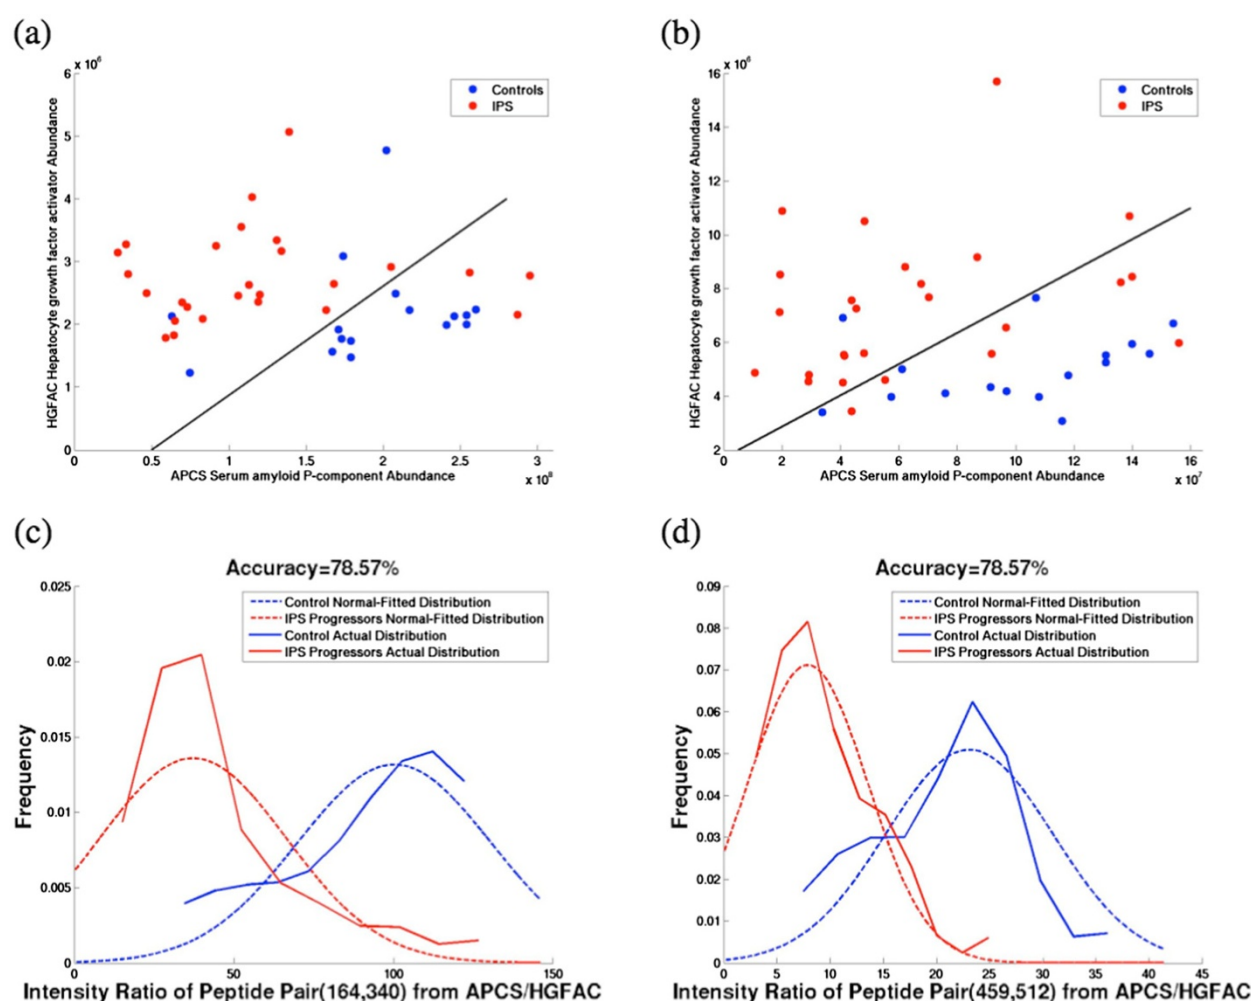 (a)
(b)
x 10⁶
6
5
4
3
2
1
0
HGFAC Hepatocyte growth factor activator Abundance
Controls
IPS
0 0.5 1 1.5 2 2.5 3
x 10⁸
APCS Serum amyloid P-component Abundance
x 10⁶
16
14
12
10
8
6
4
2
HGFAC Hepatocyte growth factor activator Abundance
Controls
IPS
0 2 4 6 8 10 12 14 16
x 10⁷
APCS Serum amyloid P-component Abundance
(c)
(d)
Accuracy=78.57%
0.025
0.02
0.015
0.01
0.005
0
Frequency
Control Normal-Fitted Distribution
IPS Progressors Normal-Fitted Distribution
Control Actual Distribution
IPS Progressors Actual Distribution
0 50 100 150
Intensity Ratio of Peptide Pair(164,340) from APCS/HGFAC
Accuracy=78.57%
0.09
0.08
0.07
0.06
0.05
0.04
0.03
0.02
0.01
0
Frequency
Control Normal-Fitted Distribution
IPS Progressors Normal-Fitted Distribution
Control Actual Distribution
IPS Progressors Actual Distribution
0 5 10 15 20 25 30 35 40 45
Intensity Ratio of Peptide Pair(459,512) from APCS/HGFAC